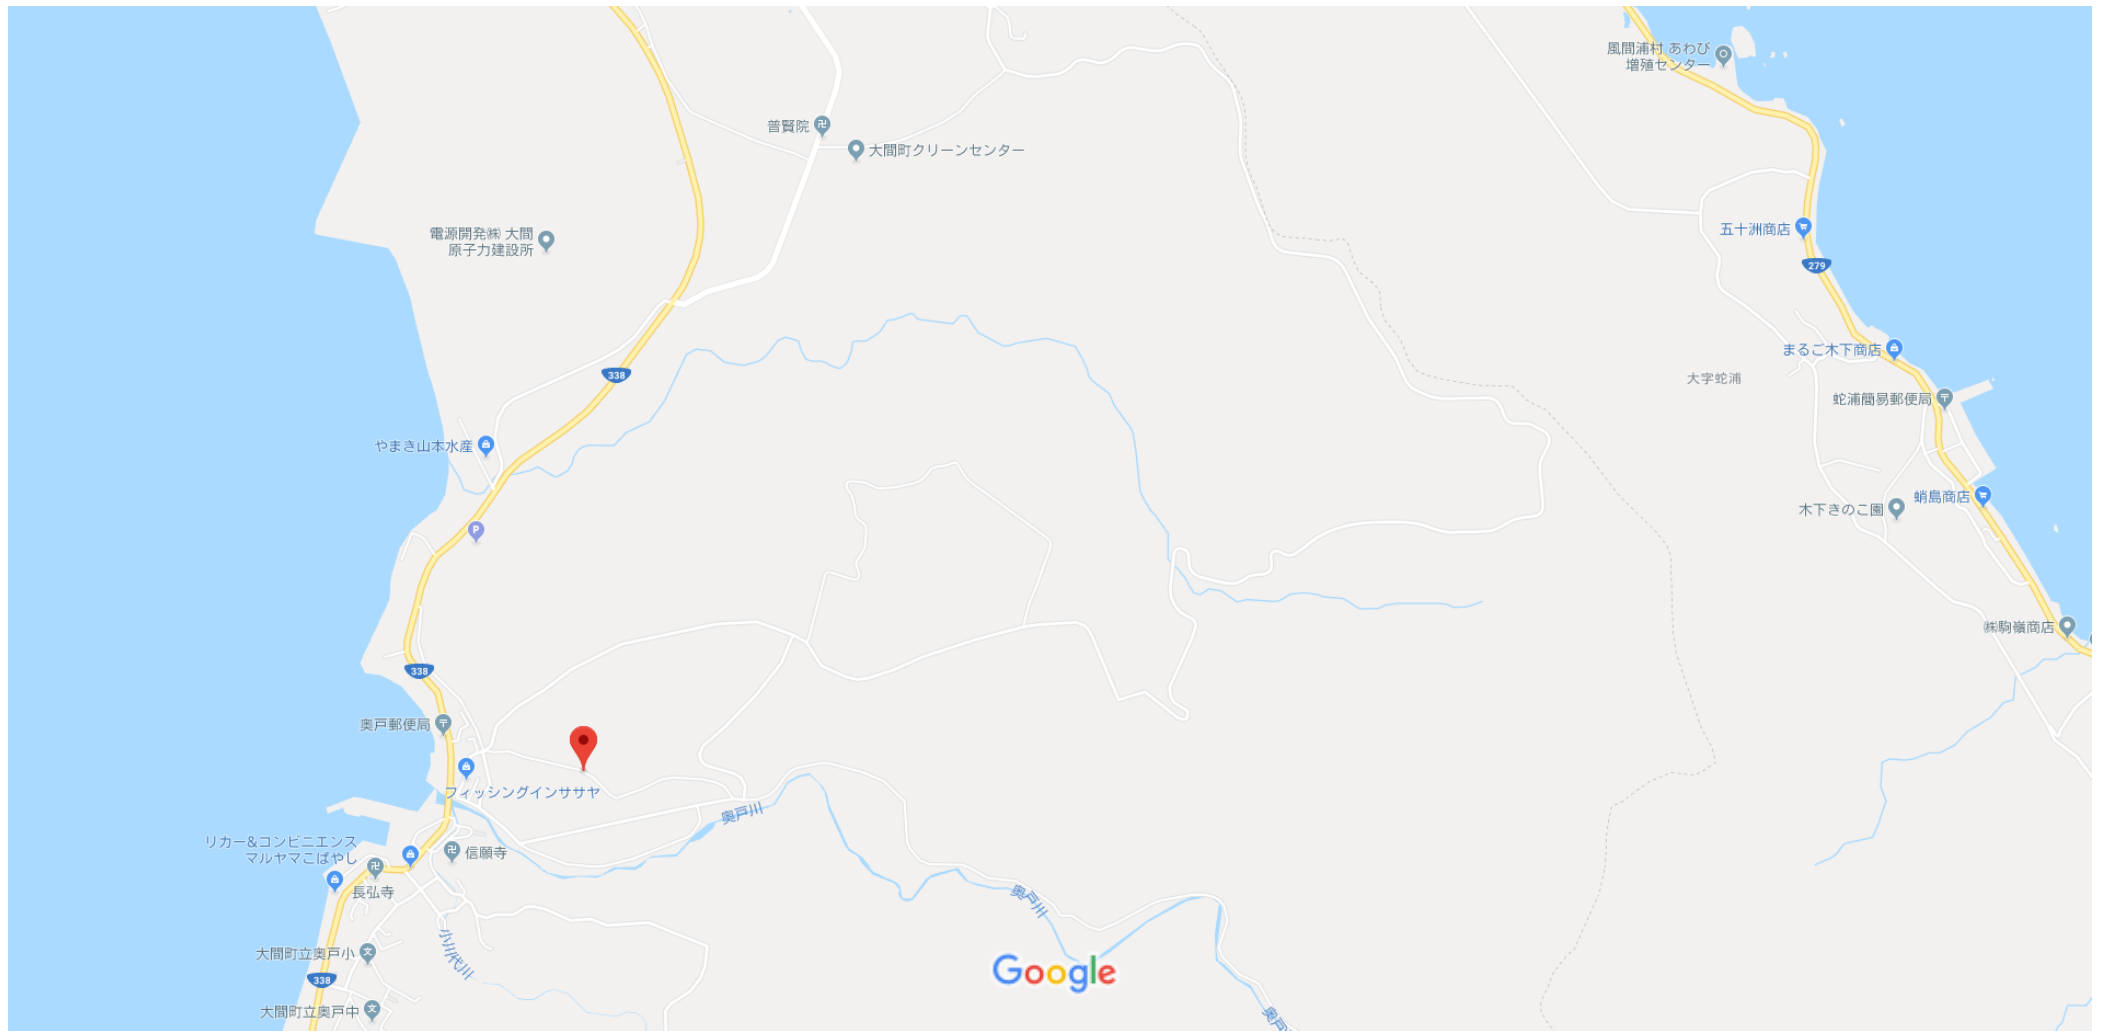 風間浦村 あわび
増殖センター
普賢院
大間町クリーンセンター
電源開発㈱ 大間
原子力建設所
五十洲商店
279
まるご木下商店
338
大字蛇浦
蛇浦簡易郵便局
やまき山本水産
蛸島商店
木下きのこ園
P
㈱駒嶺商店
338
奥戸郵便局
フィッシングインササヤ
奥戸川
リカー&コンビニエンス
マルヤマこばやし
信願寺
長弘寺
奥戸川
小川代川
大間町立奥戸小
文
Google
338
大間町立奥戸中
文
奥戸